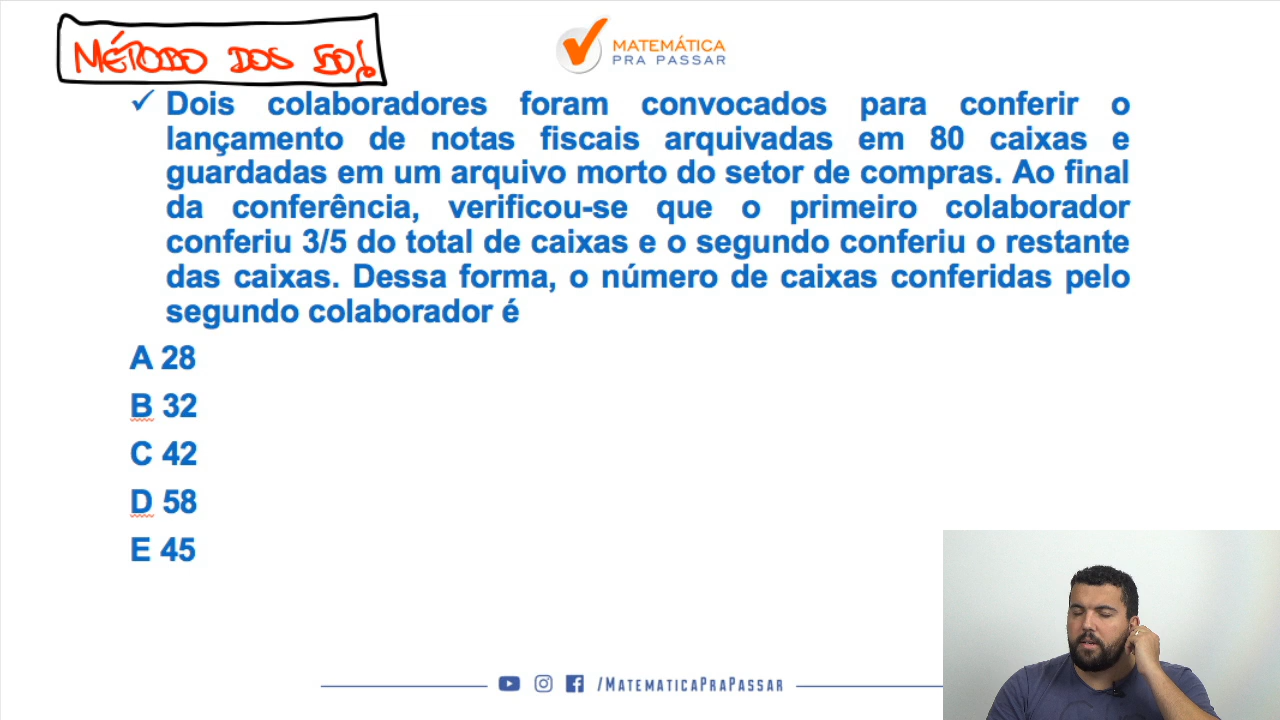 MÉTODO DOS 50!
MATEMÁTICA
PRA PASSAR
✓ Dois colaboradores foram convocados para conferir o
lançamento de notas fiscais arquivadas em 80 caixas e
guardadas em um arquivo morto do setor de compras. Ao final
da conferência, verificou-se que o primeiro colaborador
conferiu 3/5 do total de caixas e o segundo conferiu o restante
das caixas. Dessa forma, o número de caixas conferidas pelo
segundo colaborador é
A 28
B 32
C 42
D 58
E 45
/MATEMATICAPRAPASSAR